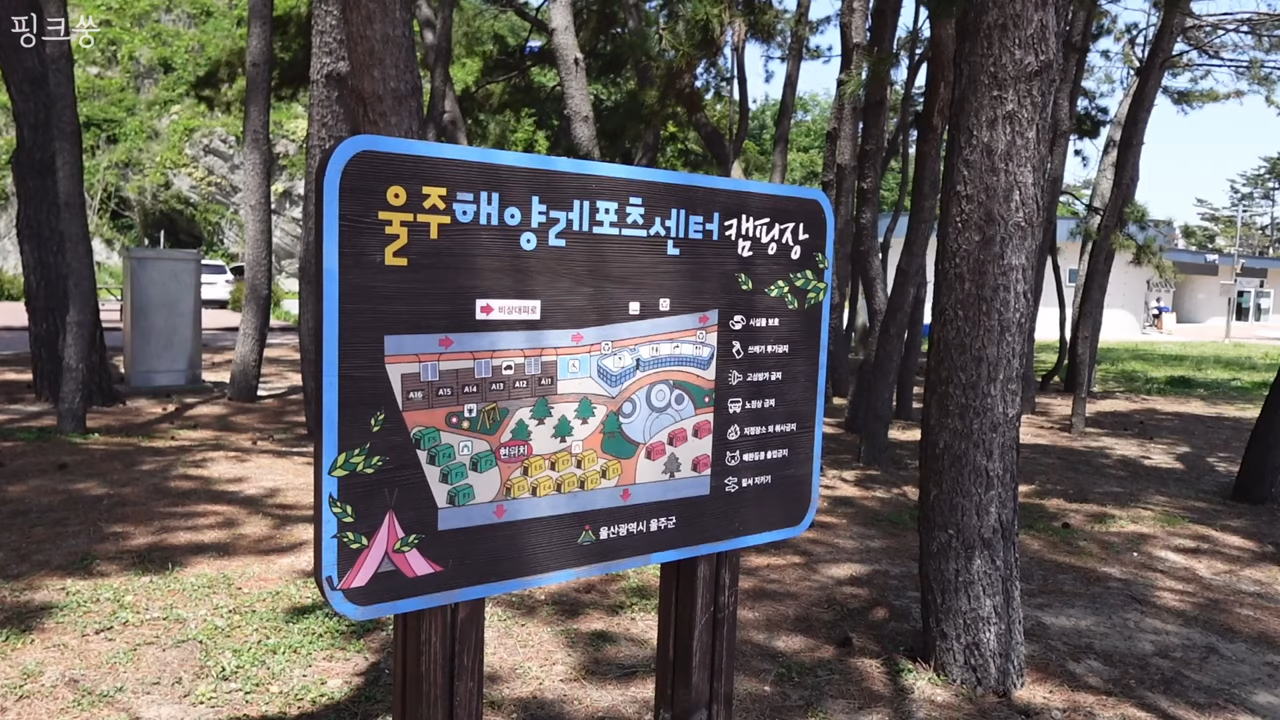 핑크쏭
울주해양레포츠센터 캠핑장
비상대피로
시설물 보호
쓰레기 투기금지
고성방가 금지
노점상 금지
지정장소 외 취사금지
애완동물 출입금지
질서 지키기
A16 A15 A14 A13 A12 A11
현위치
울산광역시 울주군